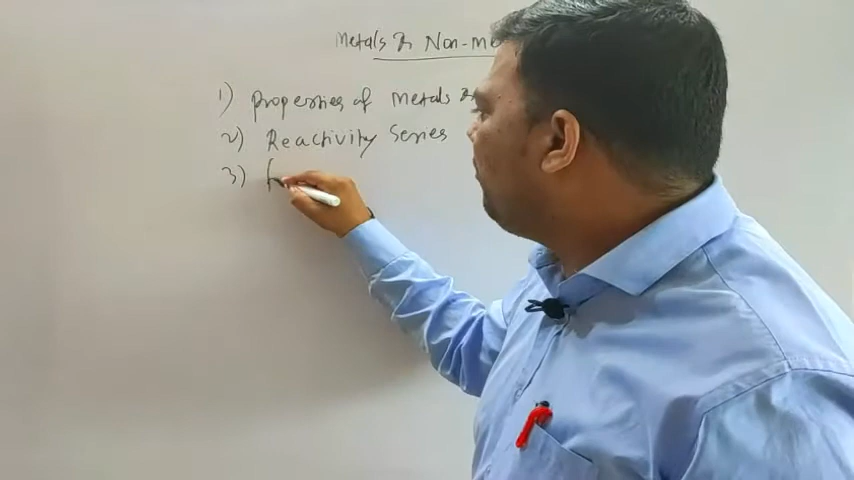 Metals & Non-Me
1) Properties of Metals &
2) Reactivity Series
3)